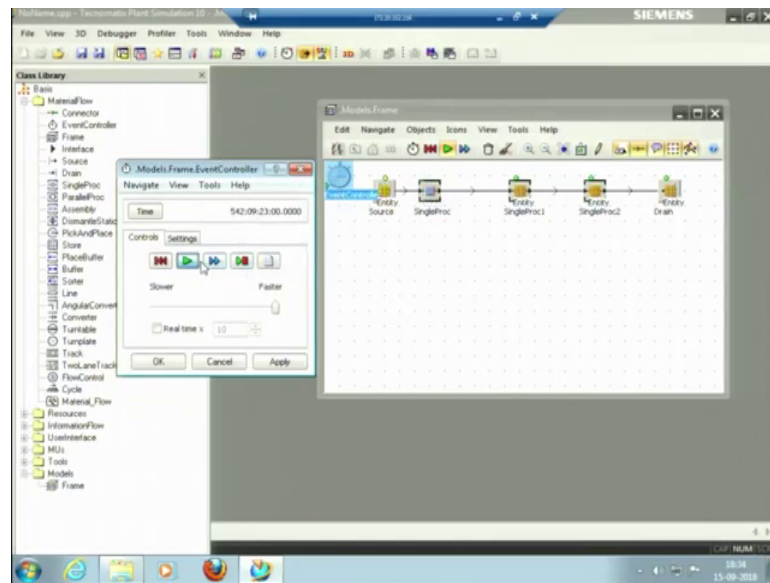 NoName.spp - Tecnomatix Plant Simulation 10 - .M
SIEMENS
File View 3D Debugger Profiler Tools Window Help
Class Library
Basis
MaterialFlow
Connector
EventController
Frame
Interface
Source
Drain
SingleProc
ParallelProc
Assembly
DismantleStatic
PickAndPlace
Store
PlaceBuffer
Buffer
Sorter
Line
AngularConvert
Converter
Turntable
Turnplate
Track
TwoLaneTrack
FlowControl
Cycle
Material_Flow
Resources
InformationFlow
UserInterface
MUs
Tools
Models
Frame
.Models.Frame.EventController
Navigate View Tools Help
Time 542:09:23:00.0000
Controls Settings
Slower Faster
Real time x 10
OK Cancel Apply
.Models.Frame
Edit Navigate Objects Icons View Tools Help
EventController
Entity Entity Entity Entity
Source SingleProc SingleProc1 SingleProc2 Drain
CAP NUM SC
18:34
15-09-2018